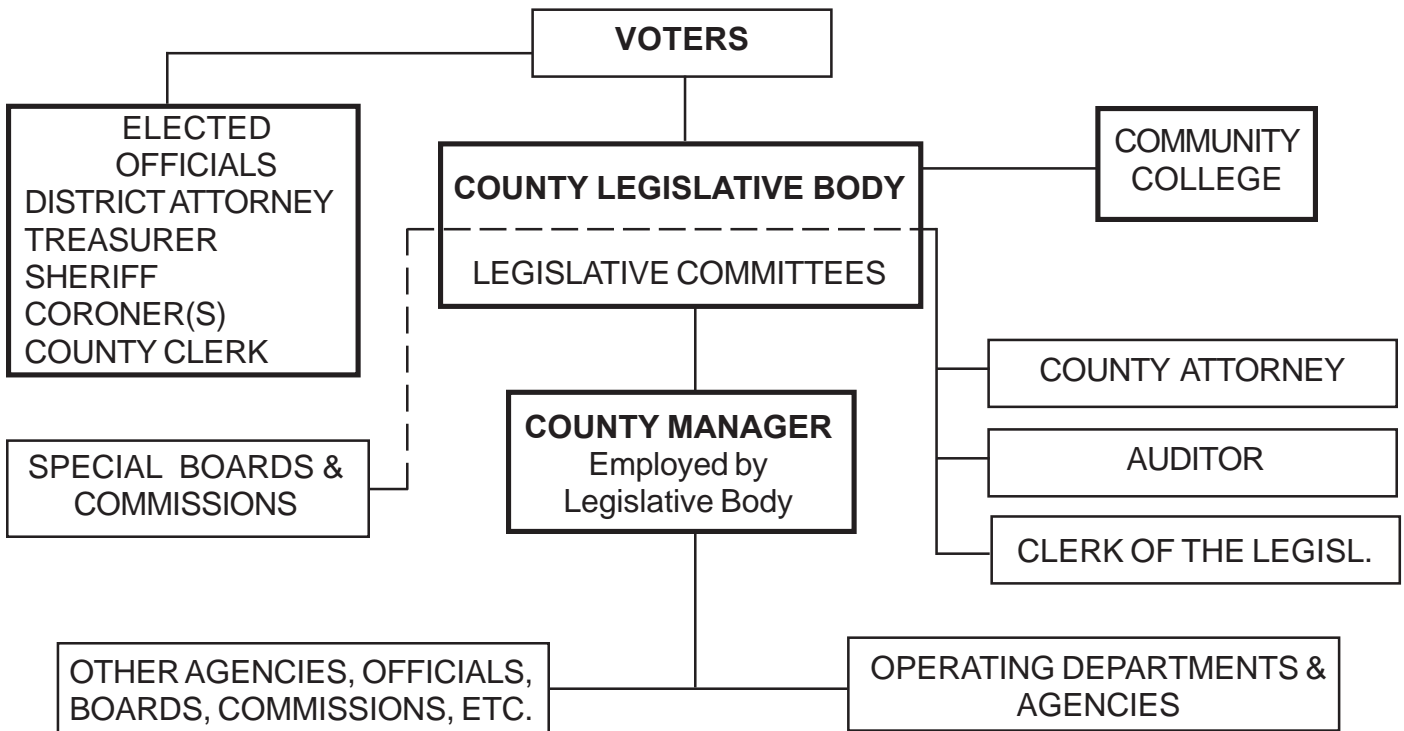 VOTERS
ELECTED
OFFICIALS
DISTRICT ATTORNEY
TREASURER
SHERIFF
CORONER(S)
COUNTY CLERK
COUNTY LEGISLATIVE BODY
LEGISLATIVE COMMITTEES
COMMUNITY
COLLEGE
SPECIAL BOARDS &
COMMISSIONS
COUNTY MANAGER
Employed by
Legislative Body
COUNTY ATTORNEY
AUDITOR
CLERK OF THE LEGISL.
OTHER AGENCIES, OFFICIALS,
BOARDS, COMMISSIONS, ETC.
OPERATING DEPARTMENTS &
AGENCIES